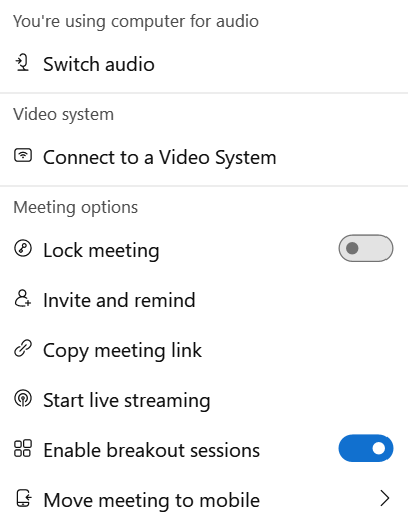 You're using computer for audio
Switch audio
Video system
Connect to a Video System
Meeting options
Lock meeting
Invite and remind
Copy meeting link
Start live streaming
Enable breakout sessions
Move meeting to mobile